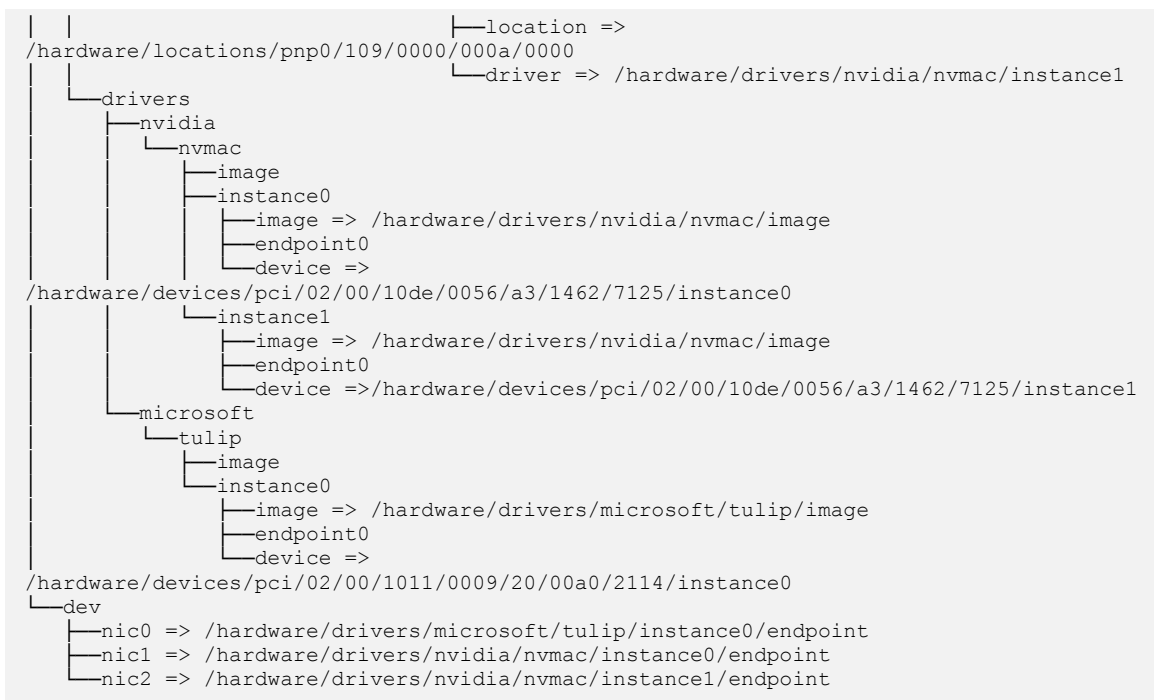 │  │                                ├──location =>
/hardware/locations/pnp0/109/0000/000a/0000
│  │                                └──driver => /hardware/drivers/nvidia/nvmac/instance1
│  └──drivers
│     ├──nvidia
│     │  └──nvmac
│     │     ├──image
│     │     ├──instance0
│     │     │  ├──image => /hardware/drivers/nvidia/nvmac/image
│     │     │  ├──endpoint0
│     │     │  └──device =>
/hardware/devices/pci/02/00/10de/0056/a3/1462/7125/instance0
│     │     └──instance1
│     │        ├──image => /hardware/drivers/nvidia/nvmac/image
│     │        ├──endpoint0
│     │        └──device =>/hardware/devices/pci/02/00/10de/0056/a3/1462/7125/instance1
│     └──microsoft
│        └──tulip
│           ├──image
│           └──instance0
│              ├──image => /hardware/drivers/microsoft/tulip/image
│              ├──endpoint0
│              └──device =>
/hardware/devices/pci/02/00/1011/0009/20/00a0/2114/instance0
└──dev
   ├──nic0 => /hardware/drivers/microsoft/tulip/instance0/endpoint
   ├──nic1 => /hardware/drivers/nvidia/nvmac/instance0/endpoint
   └──nic2 => /hardware/drivers/nvidia/nvmac/instance1/endpoint